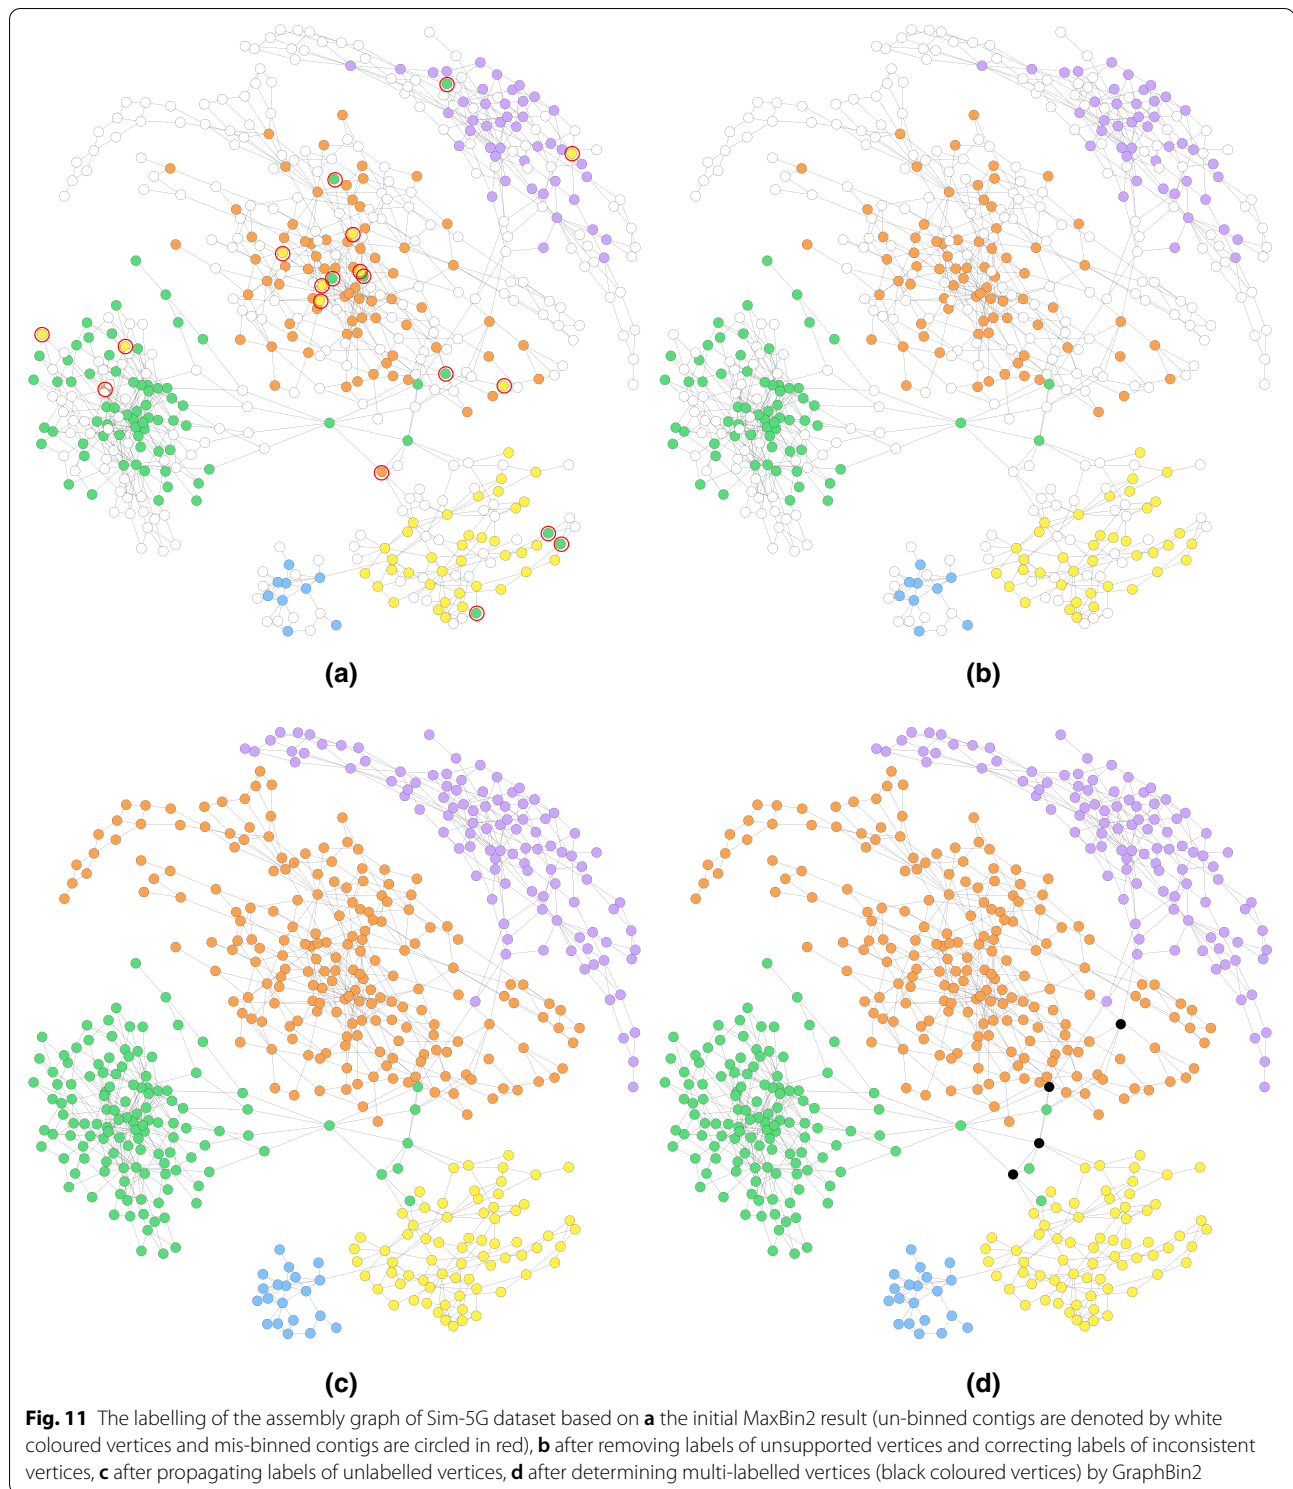 (a)
(b)
(c)
(d)
Fig. 11 The labelling of the assembly graph of Sim-5G dataset based on a the initial MaxBin2 result (un-binned contigs are denoted by white
coloured vertices and mis-binned contigs are circled in red), b after removing labels of unsupported vertices and correcting labels of inconsistent
vertices, c after propagating labels of unlabelled vertices, d after determining multi-labelled vertices (black coloured vertices) by GraphBin2